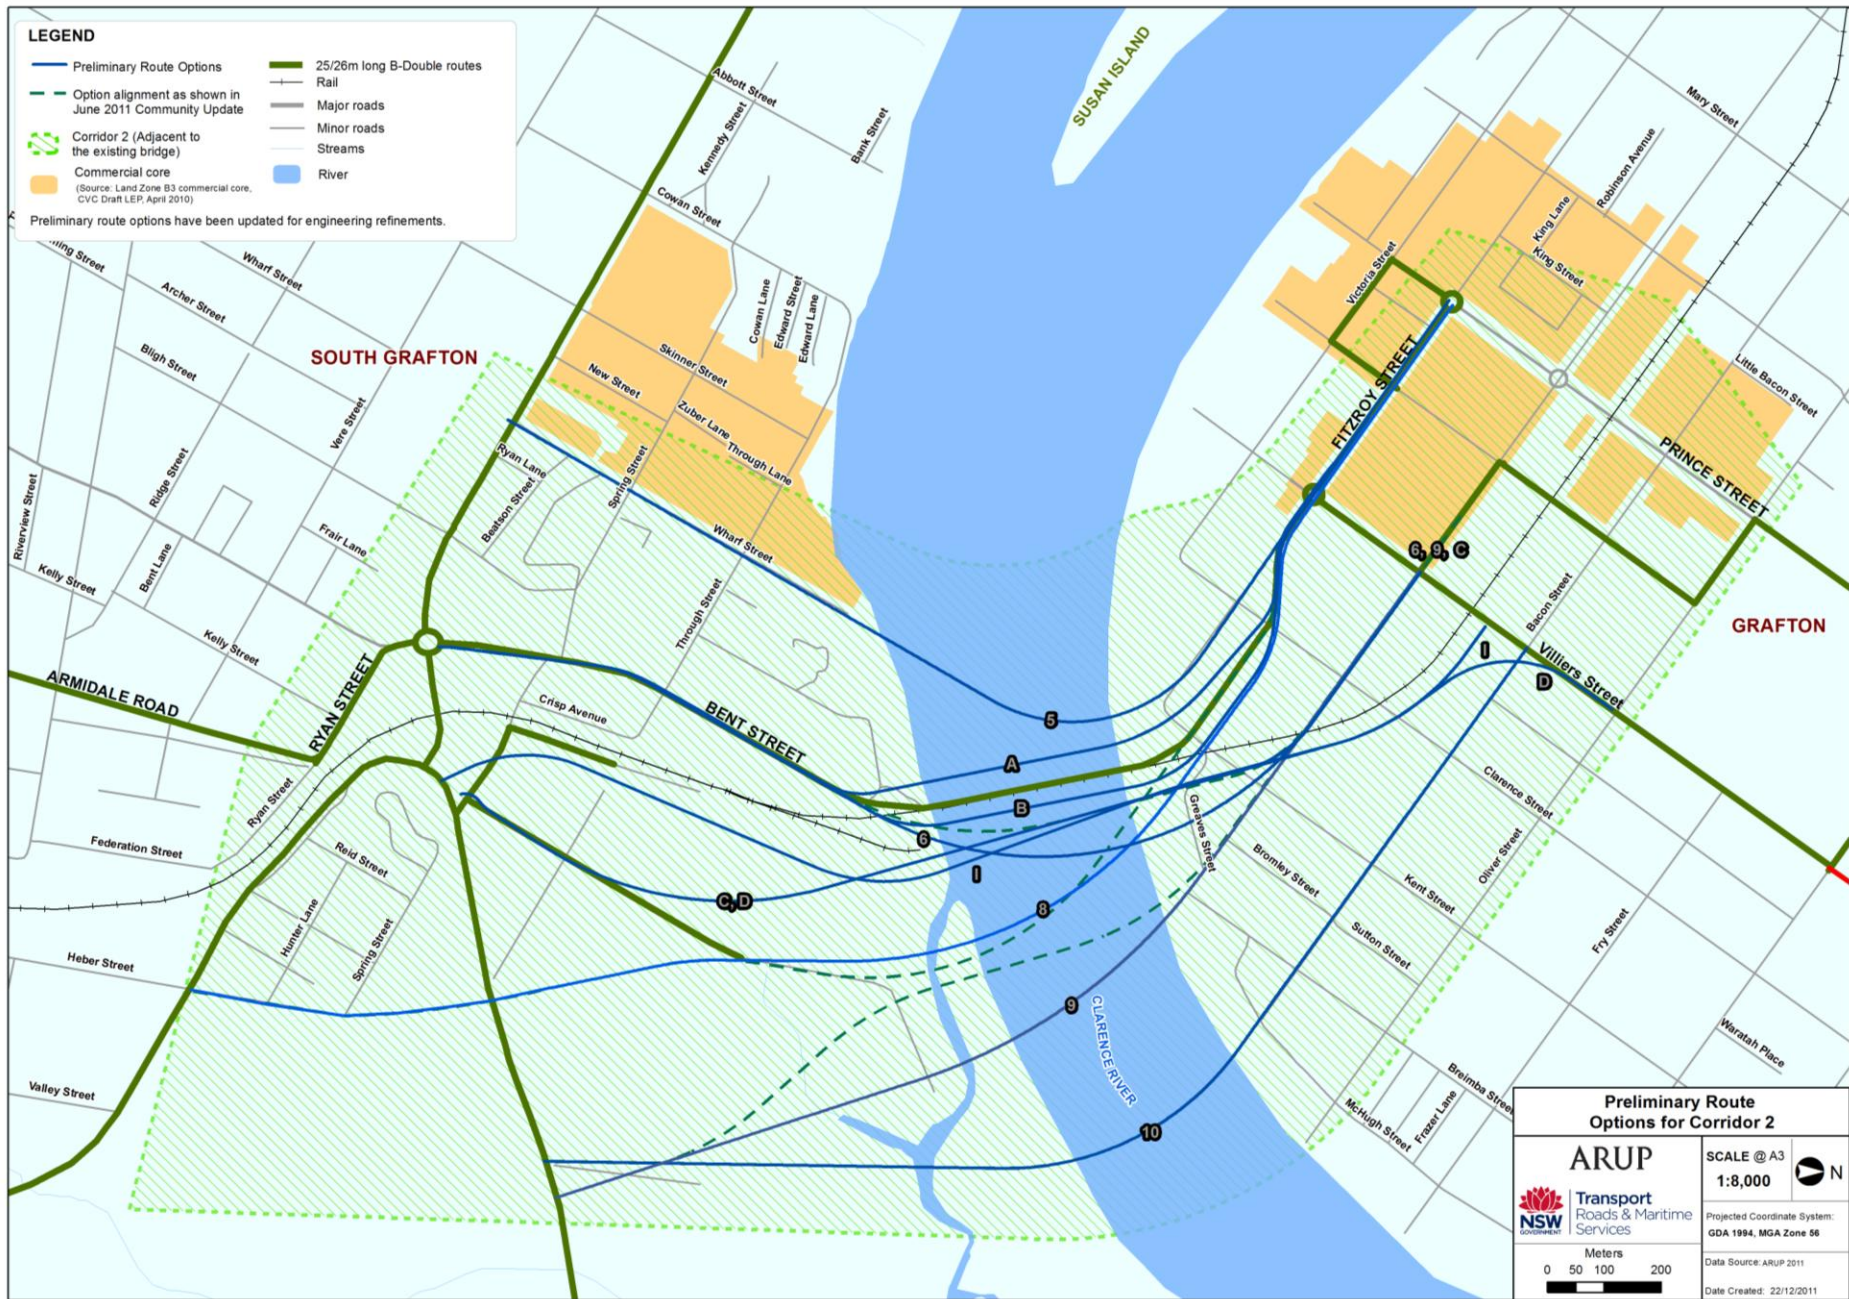 LEGEND
Preliminary Route Options
Option alignment as shown in
June 2011 Community Update
Corridor 2 (Adjacent to
the existing bridge)
Commercial core
(Source: Land Zone B3 commercial core,
CVC Draft LEP, April 2010)
25/26m long B-Double routes
Rail
Major roads
Minor roads
Streams
River
Preliminary route options have been updated for engineering refinements.
SUSAN ISLAND
Abbott Street
Kennedy Street
Bank Street
Cowan Street
Mary Street
Robinson Avenue
King Lane
King Street
Victoria Street
Wharf Street
Archer Street
Bligh Street
SOUTH GRAFTON
Vere Street
Cowan Lane
Edward Street
Edward Lane
Skinner Street
New Street
Zuber Lane
Through Lane
Ryan Lane
Spring Street
Beatson Street
Wharf Street
Ridge Street
Riverview Street
Bent Lane
Frair Lane
Kelly Street
Kelly Street
Through Street
FITZROY STREET
Little Bacon Street
PRINCE STREET
6, 9, C
Bacon Street
GRAFTON
I
D
Villiers Street
ARMIDALE ROAD
RYAN STREET
Crisp Avenue
BENT STREET
5
A
B
6
I
C, D
8
9
10
Ryan Street
Federation Street
Reid Street
Hunter Lane
Spring Street
Heber Street
Valley Street
Greaves Street
Clarence Street
Bromley Street
Kent Street
Oliver Street
Sutton Street
Fry Street
CLARENCE RIVER
Waratah Place
Breimba Street
Frazer Lane
McHugh Street
Preliminary Route
Options for Corridor 2
ARUP
NSW
GOVERNMENT
Transport
Roads & Maritime
Services
SCALE @ A3
1:8,000
N
Projected Coordinate System:
GDA 1994, MGA Zone 56
Meters
0 50 100 200
Data Source: ARUP 2011
Date Created: 22/12/2011